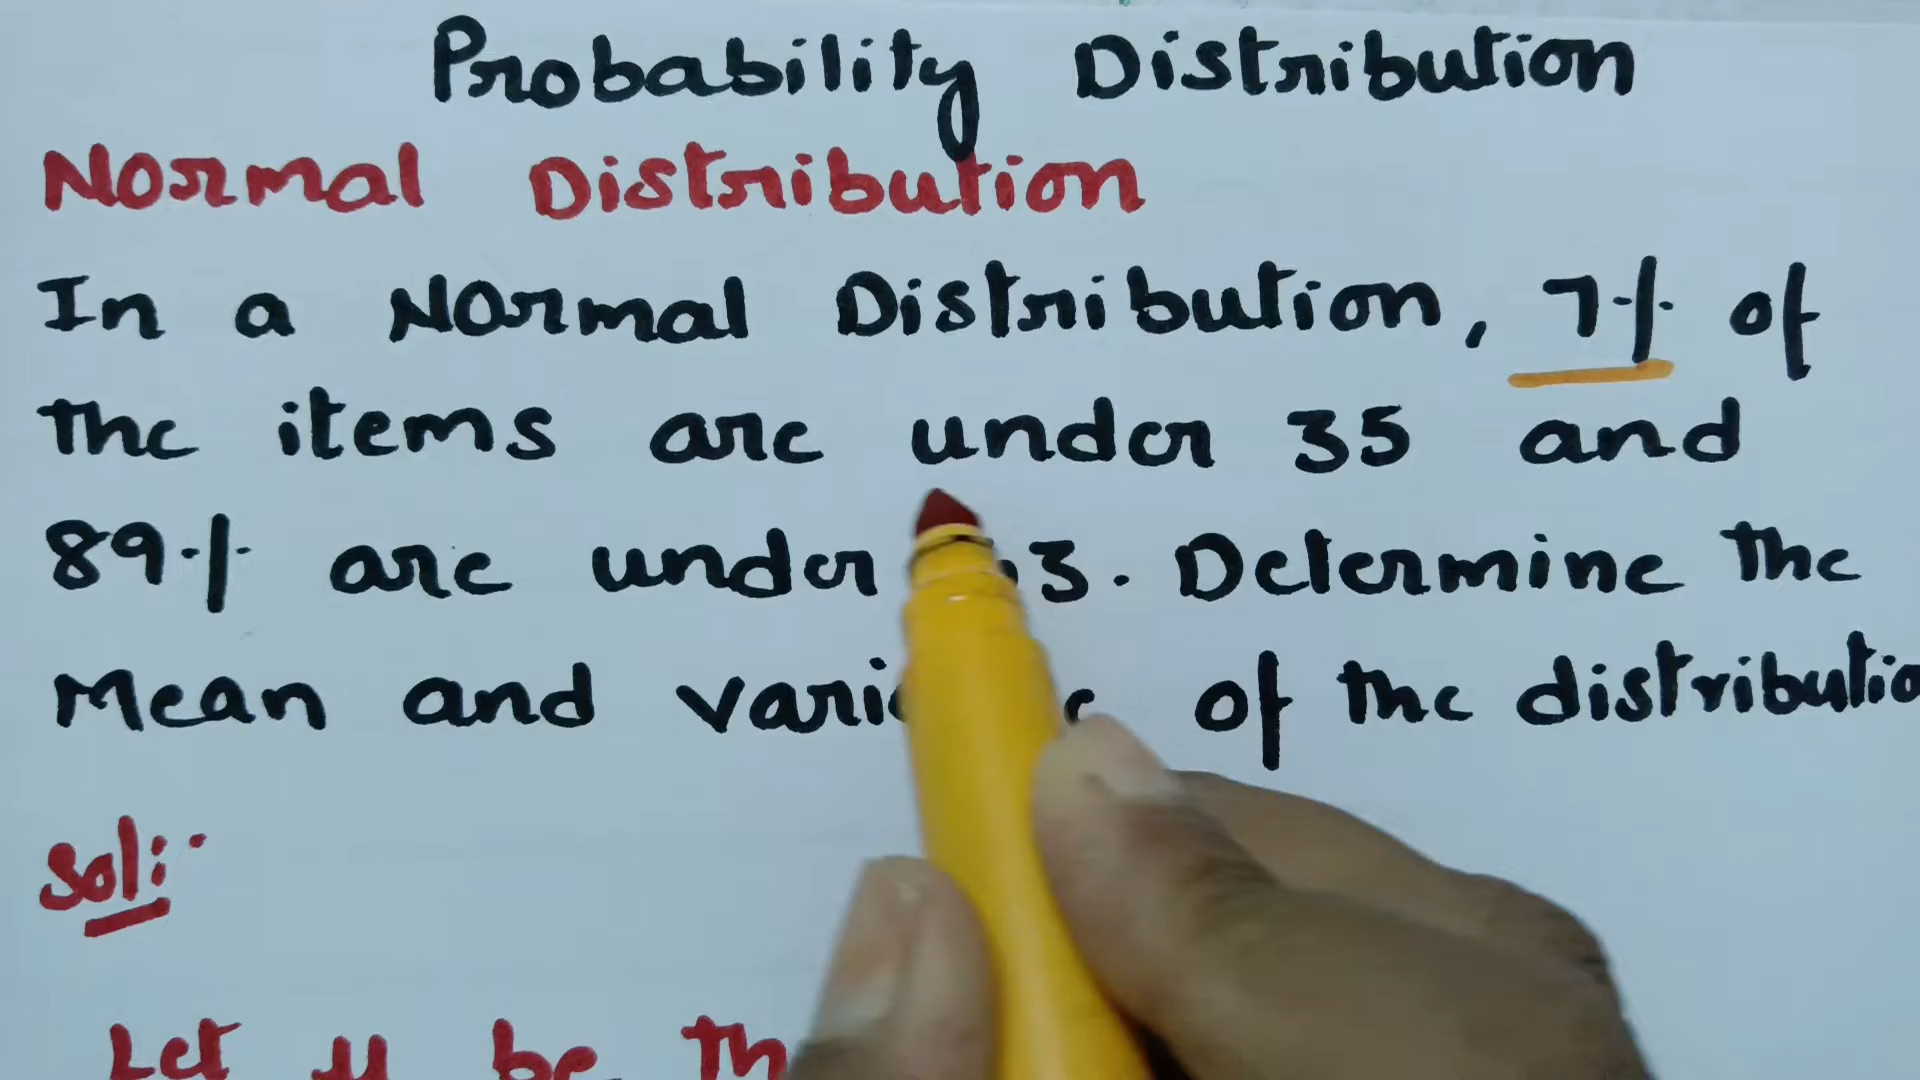 Probability Distribution
Normal Distribution
In a Normal Distribution, 7% of
the items are under 35 and
89% are under 3. Determine the
Mean and of the distributio
Sol:-
Let μ be